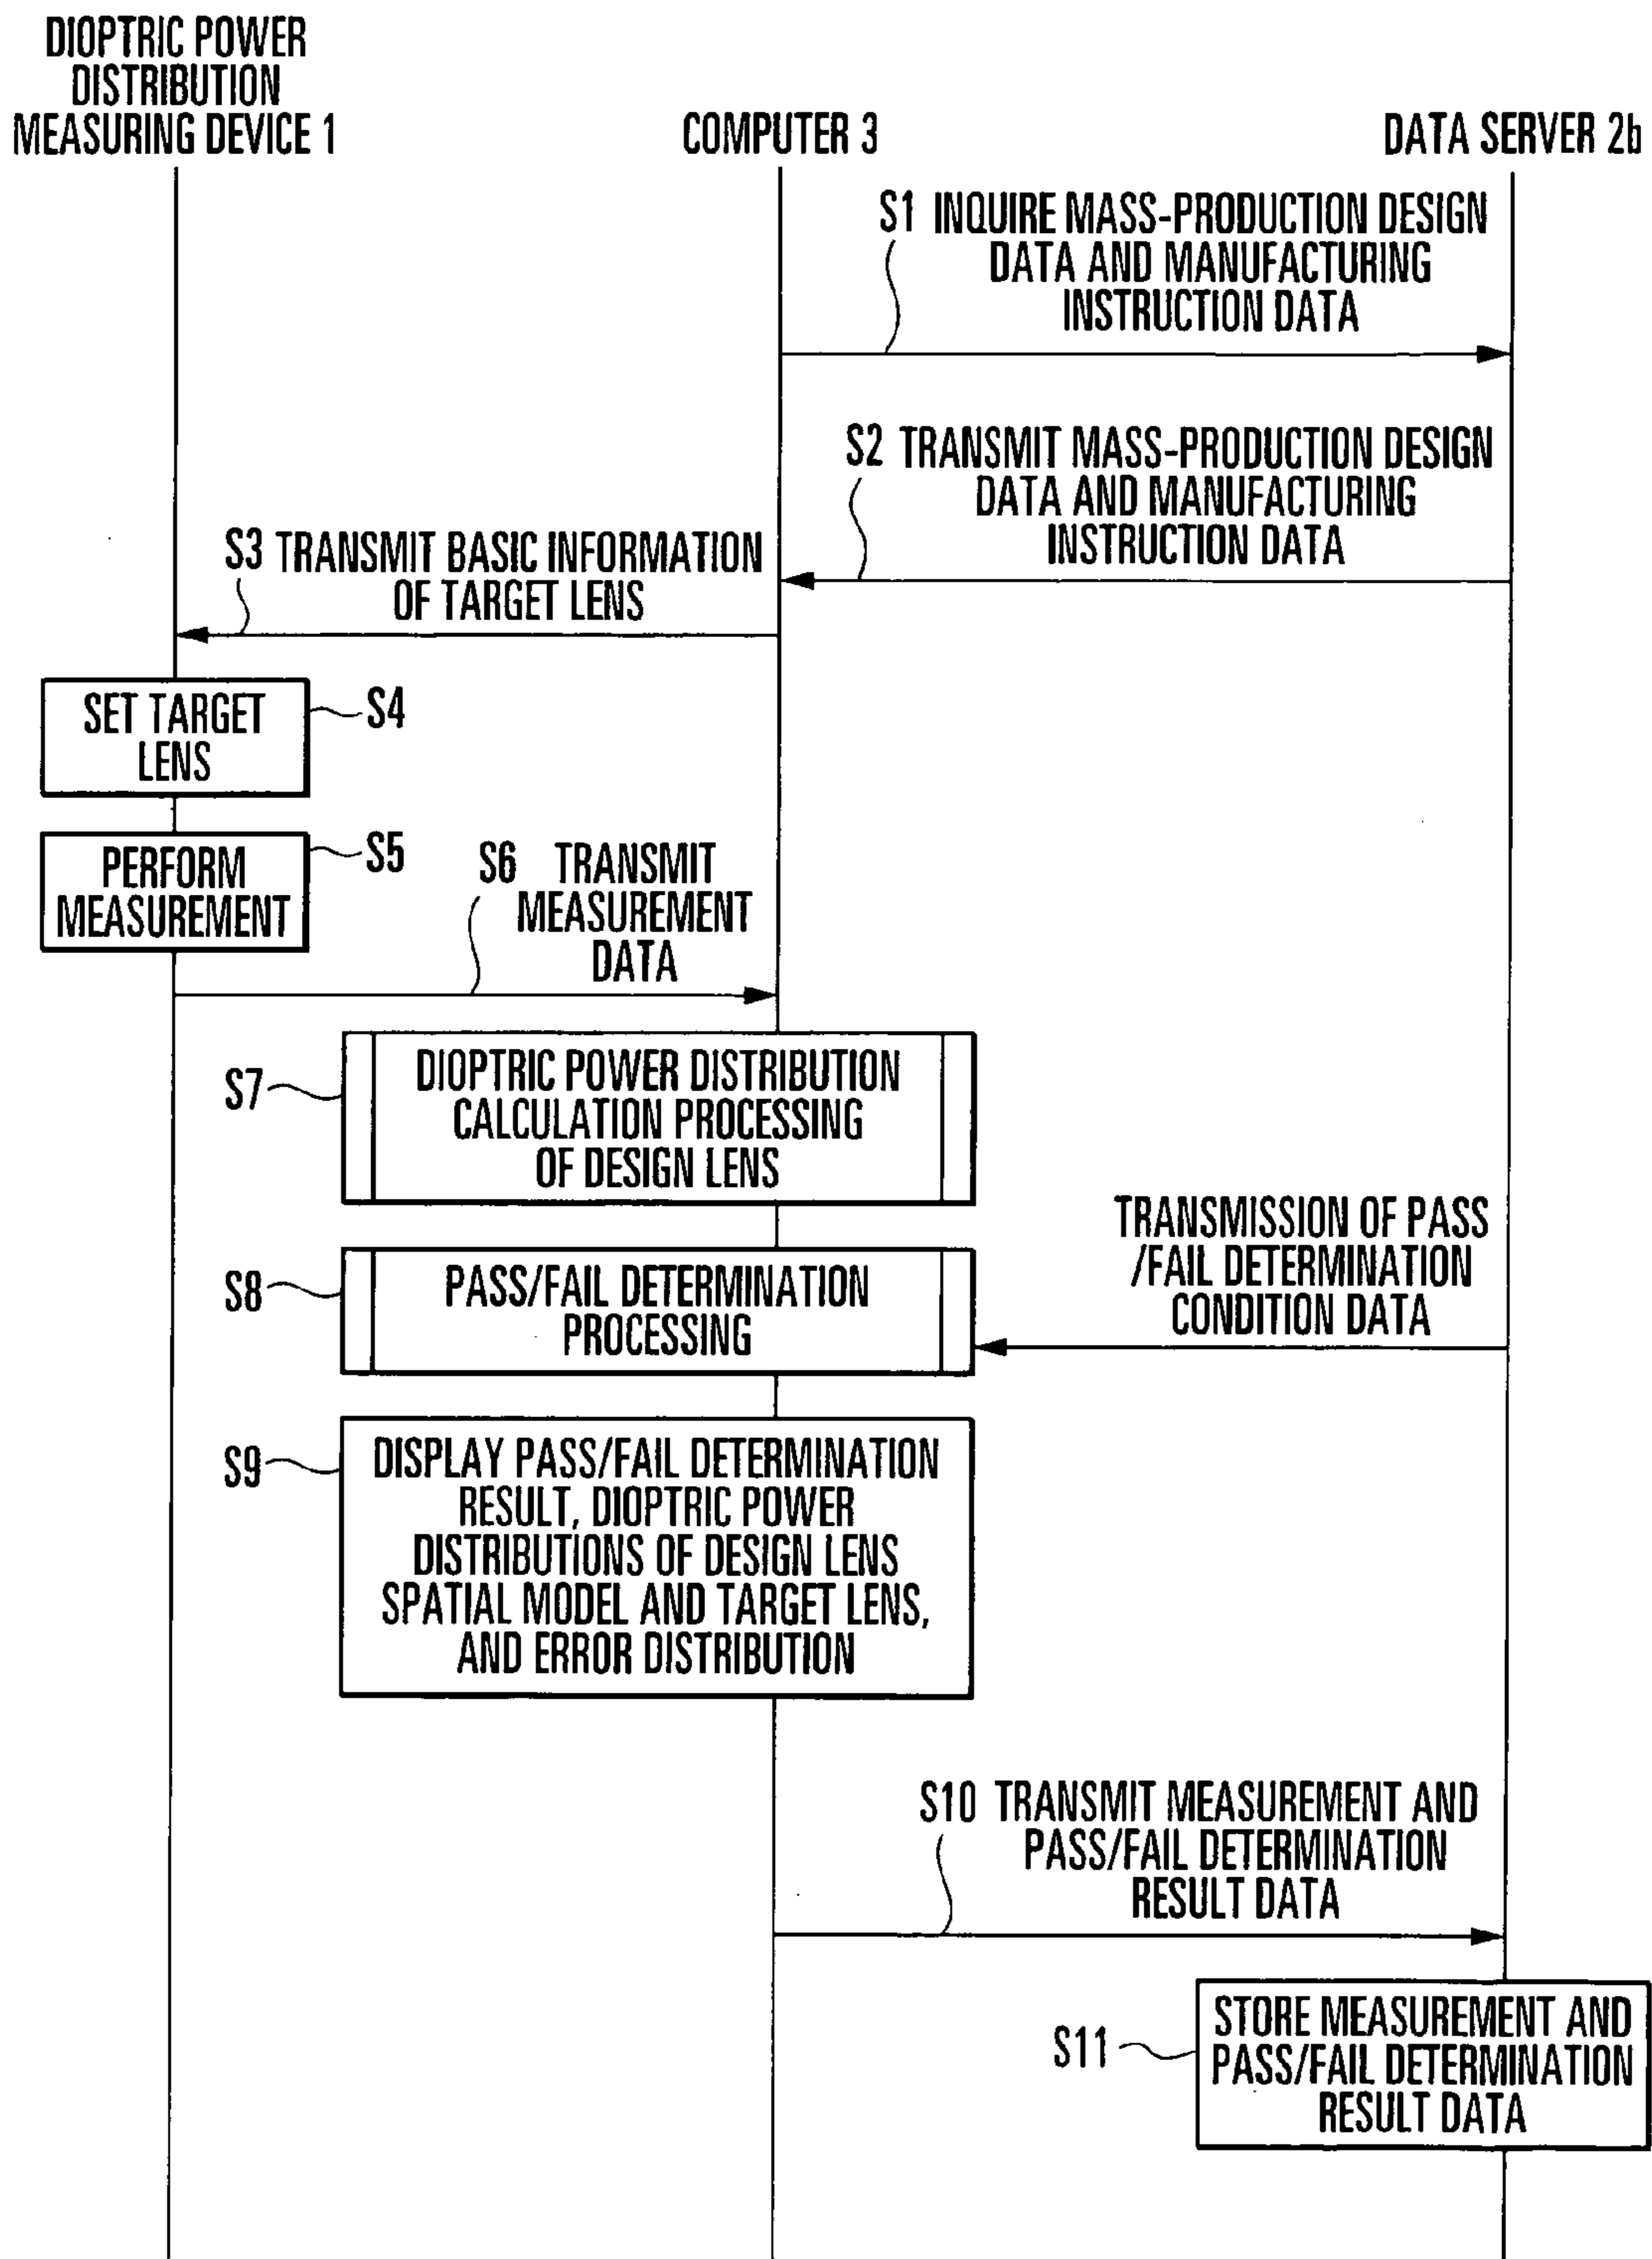 DIOPTRIC POWER
DISTRIBUTION
MEASURING DEVICE 1
COMPUTER 3
DATA SERVER 2b
S1 INQUIRE MASS-PRODUCTION DESIGN
DATA AND MANUFACTURING
INSTRUCTION DATA
S2 TRANSMIT MASS-PRODUCTION DESIGN
DATA AND MANUFACTURING
INSTRUCTION DATA
S3 TRANSMIT BASIC INFORMATION
OF TARGET LENS
SET TARGET
LENS
S4
PERFORM
MEASUREMENT
S5
S6 TRANSMIT
MEASUREMENT
DATA
S7
DIOPTRIC POWER DISTRIBUTION
CALCULATION PROCESSING
OF DESIGN LENS
TRANSMISSION OF PASS
/FAIL DETERMINATION
CONDITION DATA
S8
PASS/FAIL DETERMINATION
PROCESSING
S9
DISPLAY PASS/FAIL DETERMINATION
RESULT, DIOPTRIC POWER
DISTRIBUTIONS OF DESIGN LENS
SPATIAL MODEL AND TARGET LENS,
AND ERROR DISTRIBUTION
S10 TRANSMIT MEASUREMENT AND
PASS/FAIL DETERMINATION
RESULT DATA
S11
STORE MEASUREMENT AND
PASS/FAIL DETERMINATION
RESULT DATA